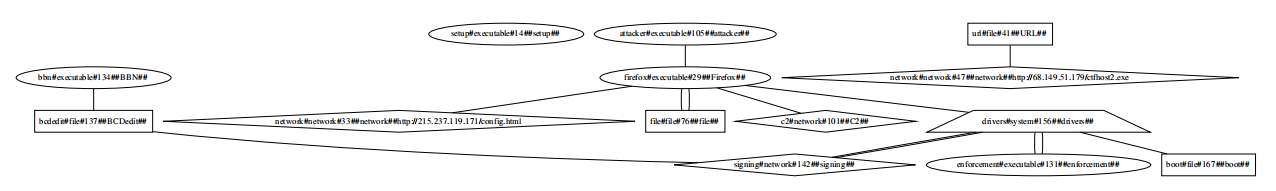 setup#executable#14##setup##
attacker#executable#105##attacker##
url#file#41##URL##
bbn#executable#134##BBN##
firefox#executable#29##Firefox##
network#network#47##network##http://68.149.51.179/ctfhost2.exe
bcdedit#file#137##BCDedit##
network#network#33##network##http://215.237.119.171/config.html
file#file#76##file##
c2#network#101##C2##
drivers#system#156##drivers##
signing#network#142##signing##
enforcement#executable#131##enforcement##
boot#file#167##boot##